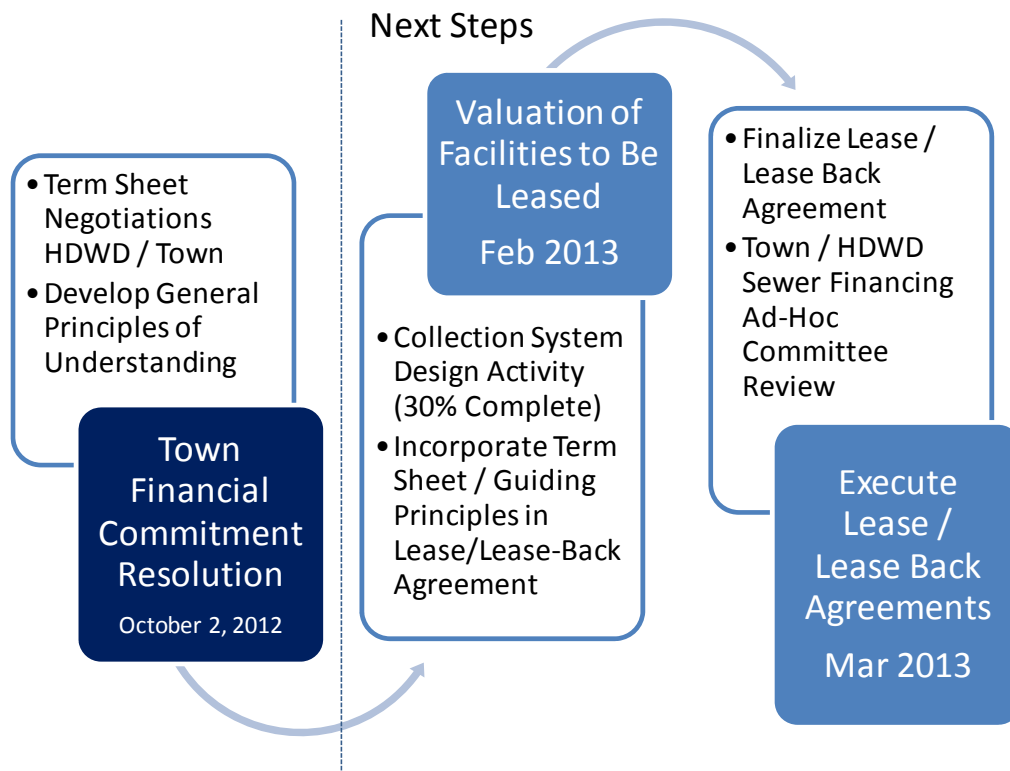 Next Steps
• Term Sheet
Negotiations
HDWD / Town
• Develop General
Principles of
Understanding
Town
Financial
Commitment
Resolution
October 2, 2012
Valuation of
Facilities to Be
Leased
Feb 2013
• Collection System
Design Activity
(30% Complete)
• Incorporate Term
Sheet / Guiding
Principles in
Lease/Lease-Back
Agreement
• Finalize Lease /
Lease Back
Agreement
• Town / HDWD
Sewer Financing
Ad-Hoc
Committee
Review
Execute
Lease /
Lease Back
Agreements
Mar 2013